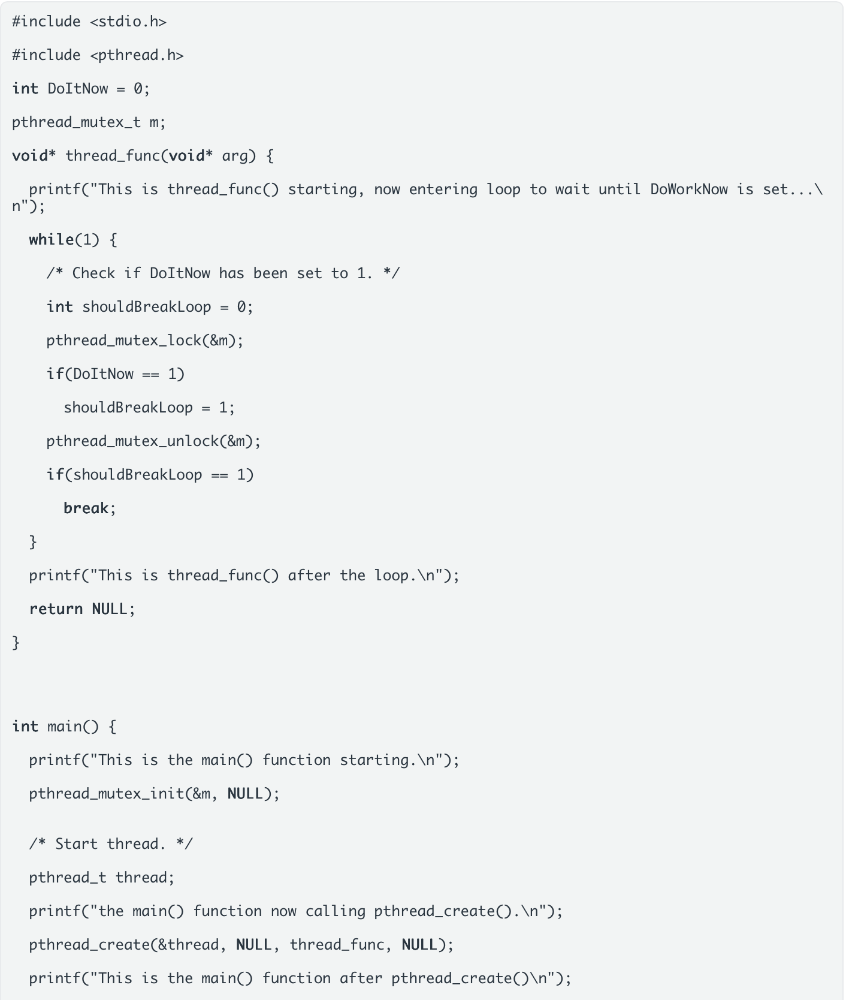 #include <stdio.h>
#include <pthread.h>
int DoItNow = 0;
pthread_mutex_t m;
void* thread_func(void* arg) {
  printf("This is thread_func() starting, now entering loop to wait until DoWorkNow is set...\
n");
  while(1) {
    /* Check if DoItNow has been set to 1. */
    int shouldBreakLoop = 0;
    pthread_mutex_lock(&m);
    if(DoItNow == 1)
      shouldBreakLoop = 1;
    pthread_mutex_unlock(&m);
    if(shouldBreakLoop == 1)
      break;
  }
  printf("This is thread_func() after the loop.\n");
  return NULL;
}
int main() {
  printf("This is the main() function starting.\n");
  pthread_mutex_init(&m, NULL);
  /* Start thread. */
  pthread_t thread;
  printf("the main() function now calling pthread_create().\n");
  pthread_create(&thread, NULL, thread_func, NULL);
  printf("This is the main() function after pthread_create()\n");